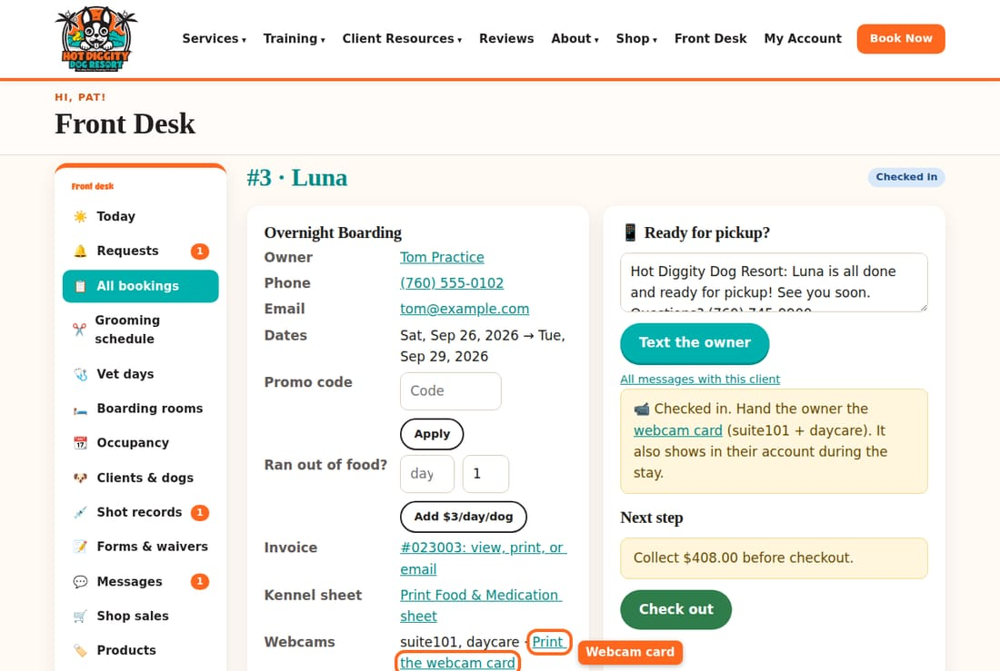 HOT DIGGITY
DOG RESORT
Services ▾
Training ▾
Client Resources ▾
Reviews
About ▾
Shop ▾
Front Desk
My Account
Book Now
HI, PAT!
Front Desk
Front desk
Today
Requests 1
All bookings
Grooming
schedule
Vet days
Boarding rooms
Occupancy
Clients & dogs
Shot records 1
Forms & waivers
Messages 1
Shop sales
Products
#3 · Luna
Checked in
Overnight Boarding
Owner Tom Practice
Phone (760) 555-0102
Email tom@example.com
Dates Sat, Sep 26, 2026 → Tue,
Sep 29, 2026
Promo code Code
Apply
Ran out of food? day 1
Add $3/day/dog
Invoice #023003: view, print, or
email
Kennel sheet Print Food & Medication
sheet
Webcams suite101, daycare · Print
the webcam card
Webcam card
Ready for pickup?
Hot Diggity Dog Resort: Luna is all done
and ready for pickup! See you soon.
Questions? (760) 745-0900
Text the owner
All messages with this client
Checked in. Hand the owner the
webcam card (suite101 + daycare). It
also shows in their account during the
stay.
Next step
Collect $408.00 before checkout.
Check out